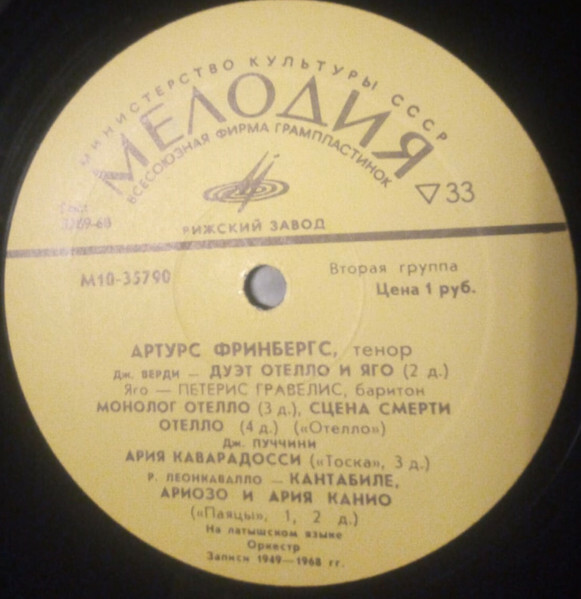 МИНИСТЕРСТВО КУЛЬТУРЫ СССР
МЕЛОДИЯ
ВСЕСОЮЗНАЯ ФИРМА ГРАМПЛАСТИНОК
33
РИЖСКИЙ ЗАВОД
М10-35790
Вторая группа
Цена 1 руб.
АРТУРС ФРИНБЕРГС, тенор
Дж. ВЕРДИ — ДУЭТ ОТЕЛЛО И ЯГО (2 д.)
Яго — ПЕТЕРИС ГРАВЕЛИС, баритон
МОНОЛОГ ОТЕЛЛО (3 д.), СЦЕНА СМЕРТИ
ОТЕЛЛО (4 д.) («Отелло»)
Дж. ПУЧЧИНИ
АРИЯ КАВАРАДОССИ («Тоска», 3 д.)
Р. ЛЕОНКАВАЛЛО — КАНТАБИЛЕ,
АРИОЗО И АРИЯ КАНИО
(«Паяцы», 1, 2 д.)
На латышском языке
Оркестр
Записи 1949—1968 гг.